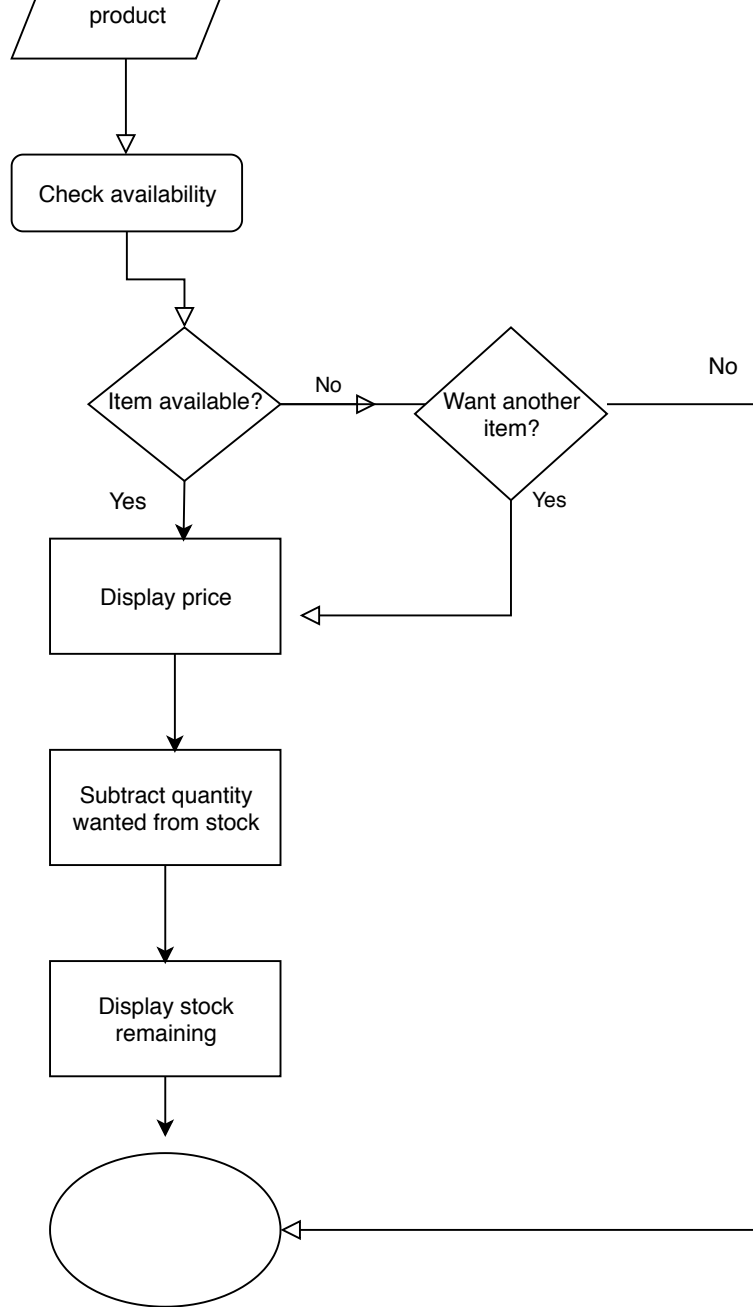 product
Check availability
Item available?
No
Want another
item?
No
Yes
Yes
Display price
Subtract quantity
wanted from stock
Display stock
remaining